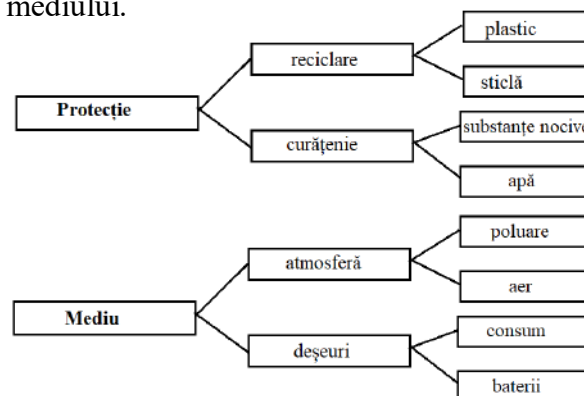 mediului.
plastic
reciclare
sticlă
Protecție
substanțe nocive
curățenie
apă
poluare
atmosferă
aer
Mediu
consum
deșeuri
baterii